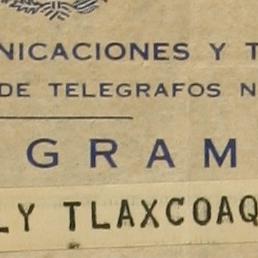 NICACIONES Y T
DE TELEGRAFOS N
GRAM
LY TLAXCOAQ